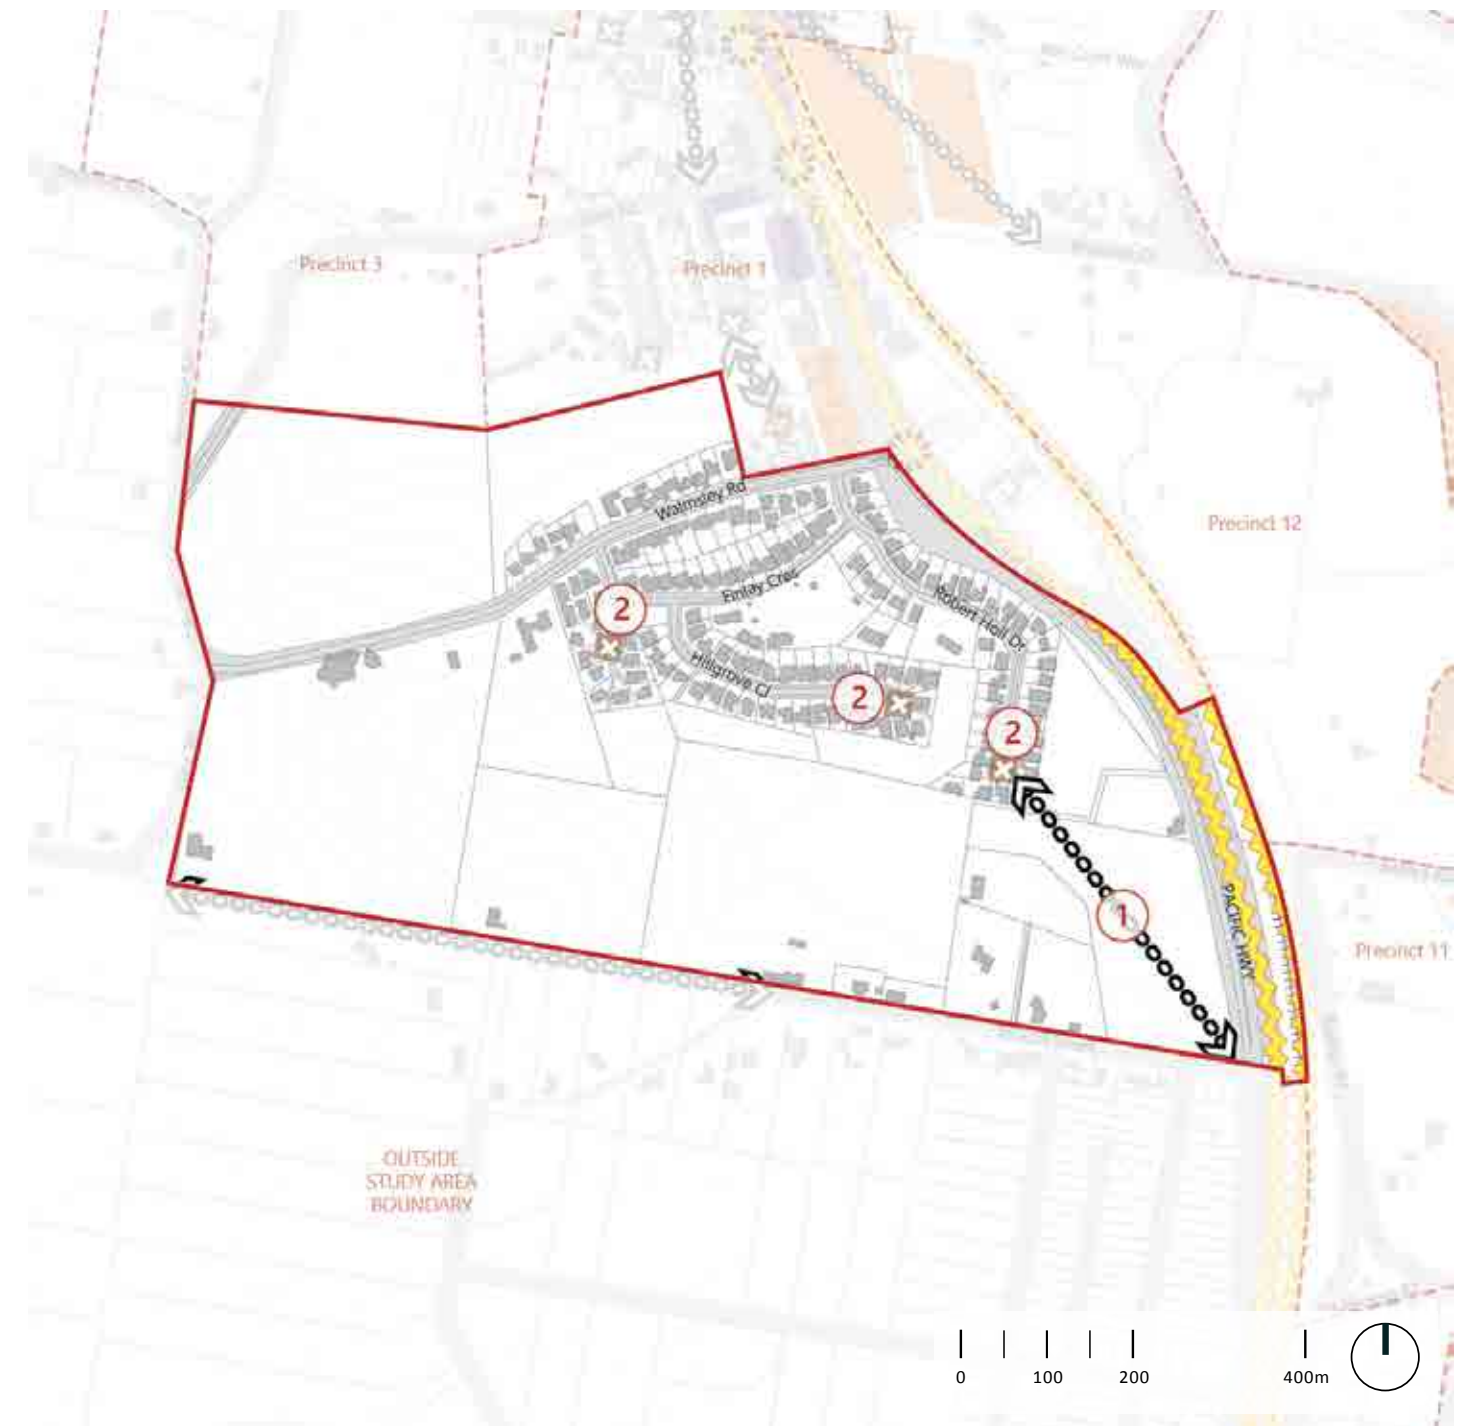 Precinct 3
Precinct 1
Precinct 12
Walmsley Rd
Finlay Cres
Robert Holl Dr
2
Hillgrove Cl
2
2
1
PACIFIC HWY
Precinct 11
OUTSIDE
STUDY AREA
BOUNDARY
0
100
200
400m